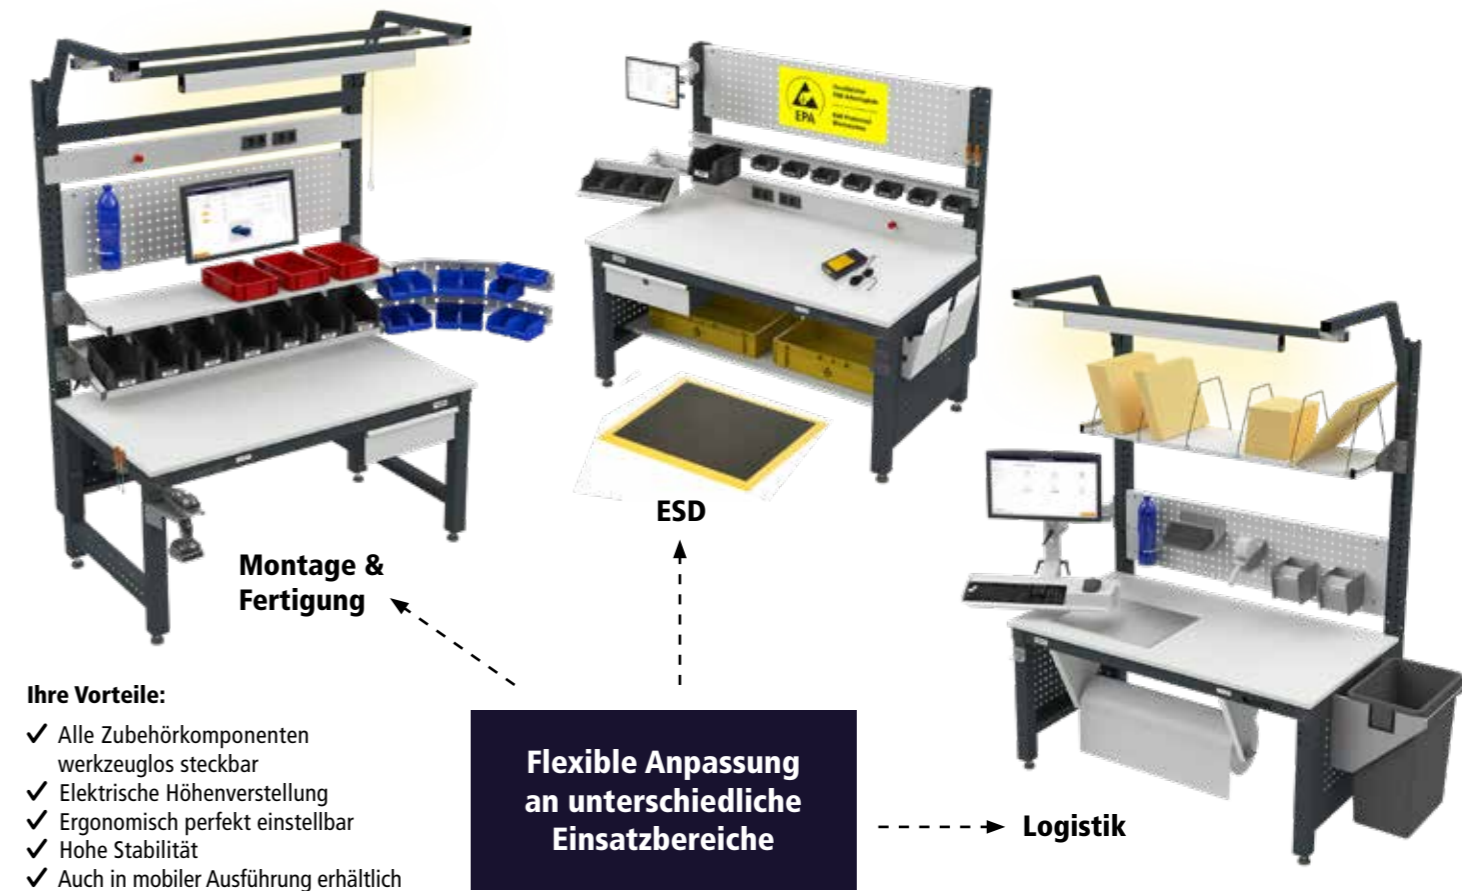 EPA
ESD
Montage &
Fertigung
Ihre Vorteile:
✓ Alle Zubehörkomponenten
werkzeuglos steckbar
✓ Elektrische Höhenverstellung
✓ Ergonomisch perfekt einstellbar
✓ Hohe Stabilität
✓ Auch in mobiler Ausführung erhältlich
Flexible Anpassung
an unterschiedliche
Einsatzbereiche
Logistik